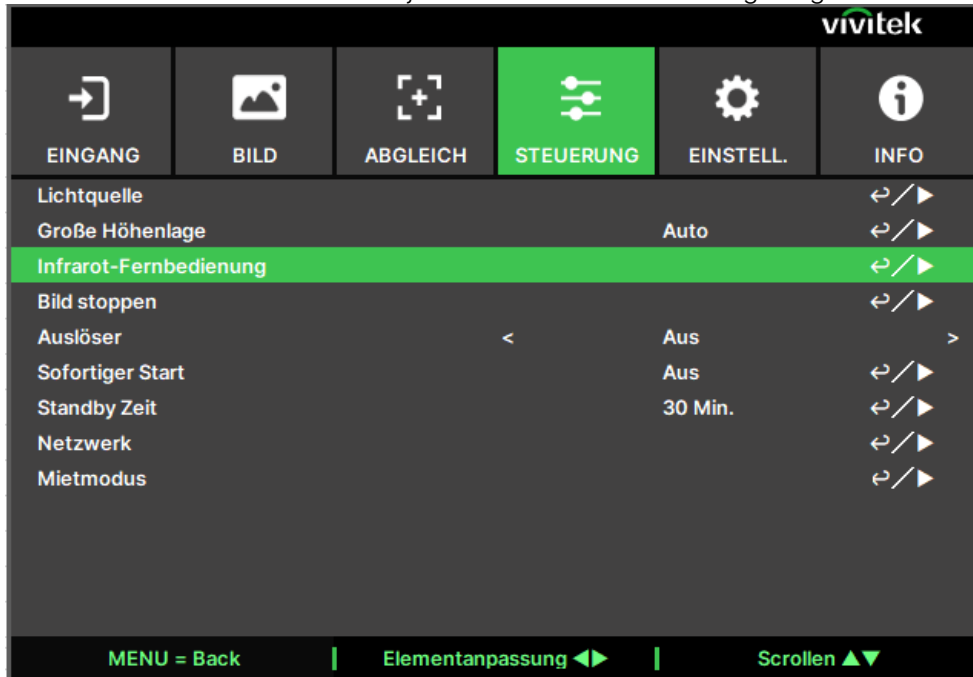 vivitek
EINGANG BILD ABGLEICH STEUERUNG EINSTELL. INFO
Lichtquelle
Große Höhenlage Auto
Infrarot-Fernbedienung
Bild stoppen
Auslöser < Aus >
Sofortiger Start Aus
Standby Zeit 30 Min.
Netzwerk
Mietmodus
MENU = Back Elementanpassung ◀▶ Scrollen ▲▼